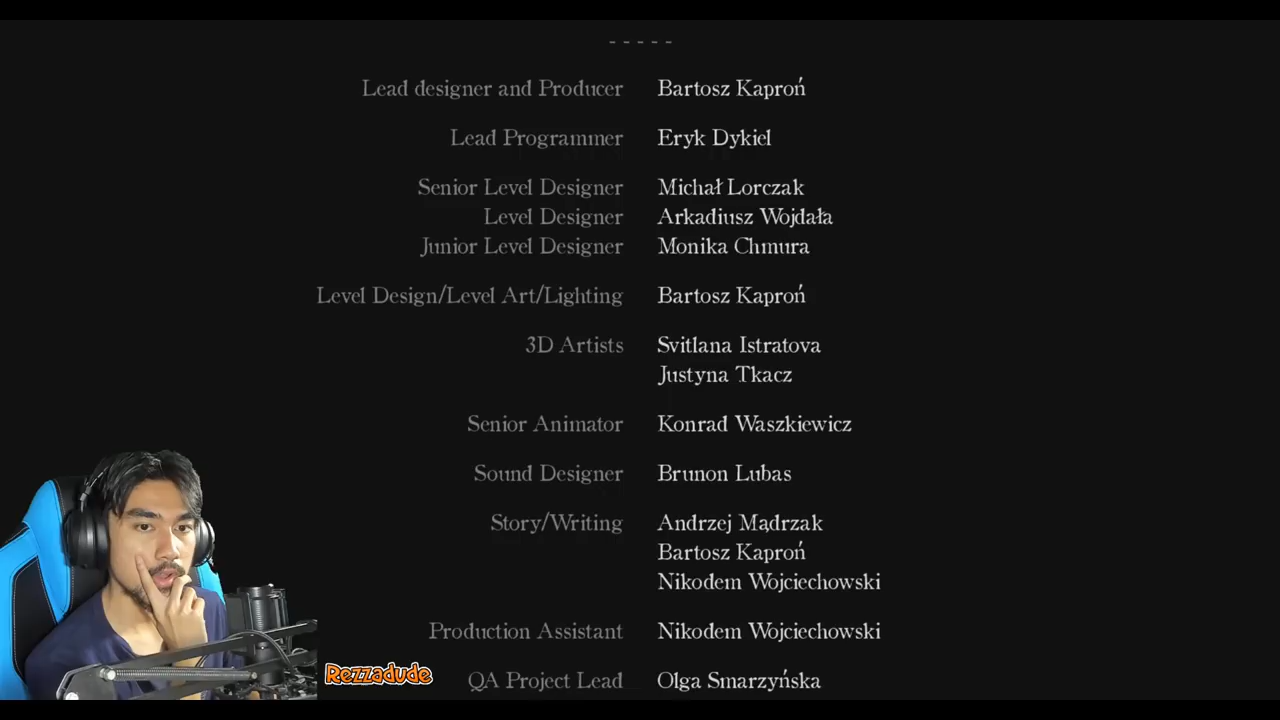 - - - - -
Lead designer and Producer Bartosz Kaproń
Lead Programmer Eryk Dykiel
Senior Level Designer Michał Lorczak
Level Designer Arkadiusz Wojdała
Junior Level Designer Monika Chmura
Level Design/Level Art/Lighting Bartosz Kaproń
3D Artists Svitlana Istratova
Justyna Tkacz
Senior Animator Konrad Waszkiewicz
Sound Designer Brunon Lubas
Story/Writing Andrzej Mądrzak
Bartosz Kaproń
Nikodem Wojciechowski
Production Assistant Nikodem Wojciechowski
QA Project Lead Olga Smarzyńska
Rezzadude